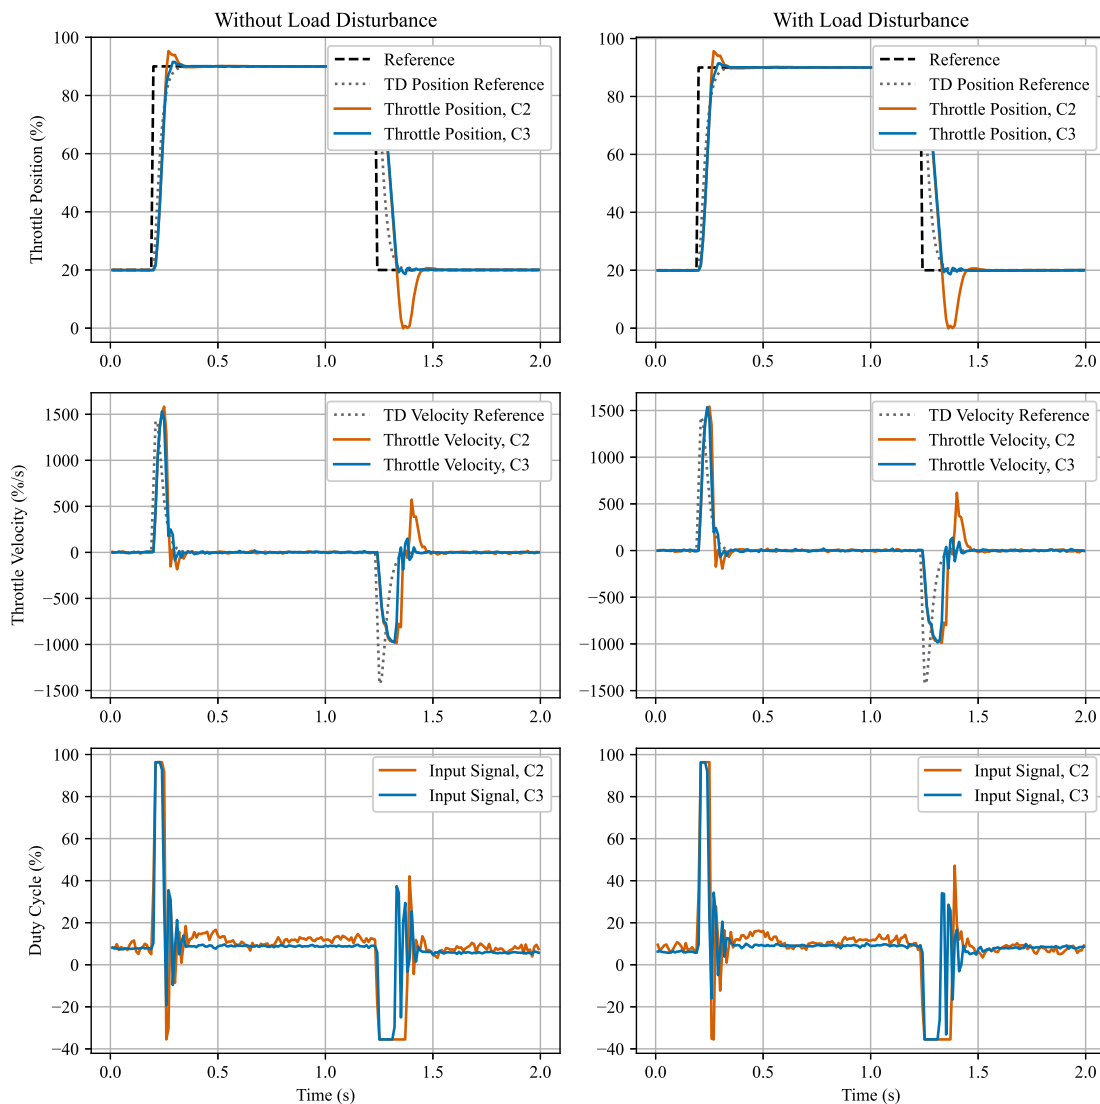 Without Load Disturbance
With Load Disturbance
Throttle Position (%)
100
80
60
40
20
0
0.0 0.5 1.0 1.5 2.0
Reference
TD Position Reference
Throttle Position, C2
Throttle Position, C3
100
80
60
40
20
0
0.0 0.5 1.0 1.5 2.0
Reference
TD Position Reference
Throttle Position, C2
Throttle Position, C3
Throttle Velocity (%/s)
1500
1000
500
0
−500
−1000
−1500
0.0 0.5 1.0 1.5 2.0
TD Velocity Reference
Throttle Velocity, C2
Throttle Velocity, C3
1500
1000
500
0
−500
−1000
−1500
0.0 0.5 1.0 1.5 2.0
TD Velocity Reference
Throttle Velocity, C2
Throttle Velocity, C3
Duty Cycle (%)
100
80
60
40
20
0
−20
−40
0.0 0.5 1.0 1.5 2.0
Time (s)
Input Signal, C2
Input Signal, C3
100
80
60
40
20
0
−20
−40
0.0 0.5 1.0 1.5 2.0
Time (s)
Input Signal, C2
Input Signal, C3